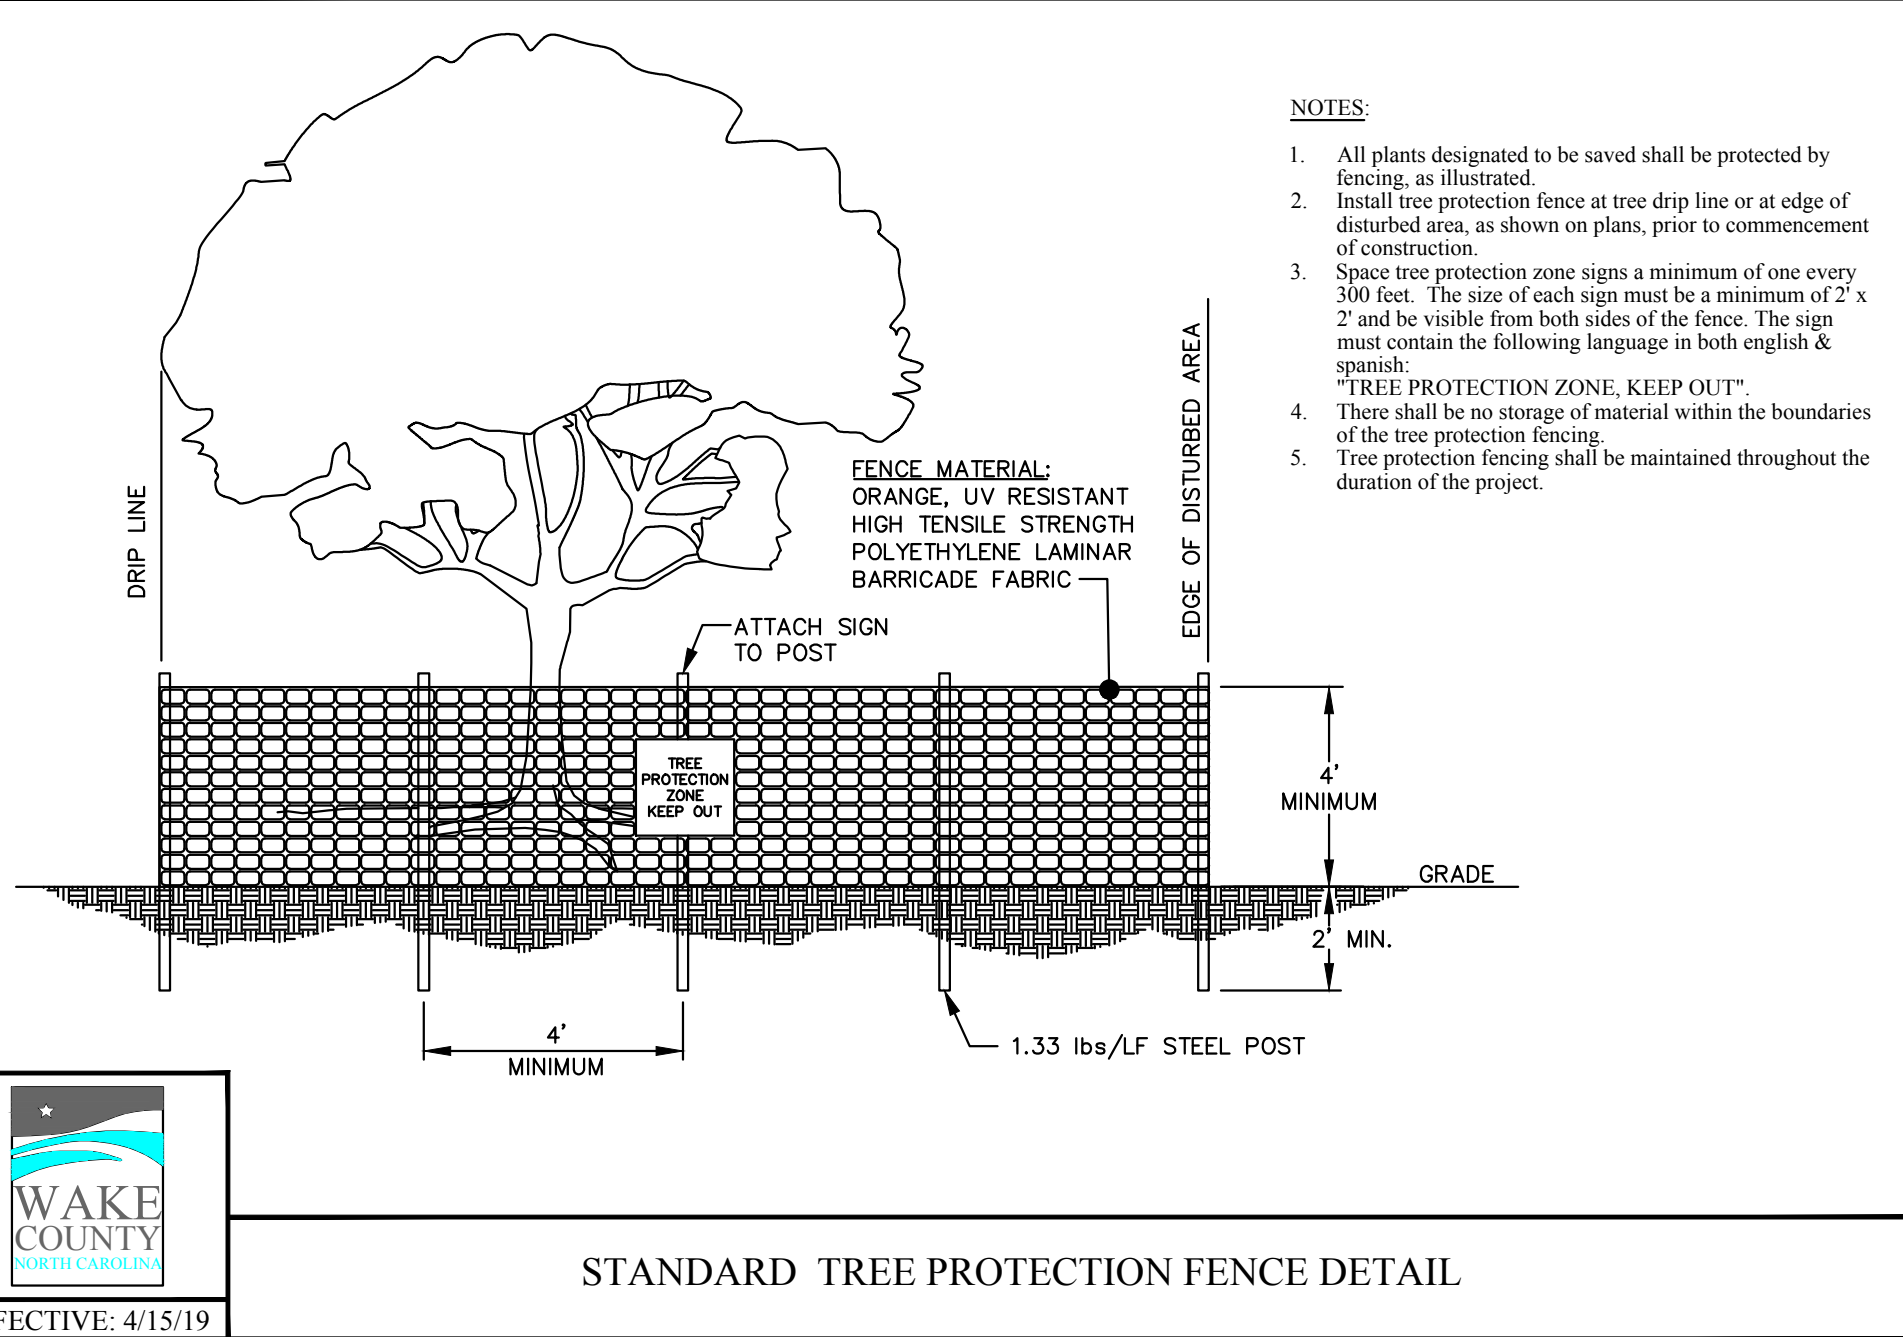 NOTES:
1. All plants designated to be saved shall be protected by
fencing, as illustrated.
2. Install tree protection fence at tree drip line or at edge of
disturbed area, as shown on plans, prior to commencement
of construction.
3. Space tree protection zone signs a minimum of one every
300 feet. The size of each sign must be a minimum of 2' x
2' and be visible from both sides of the fence. The sign
must contain the following language in both english &
spanish:
"TREE PROTECTION ZONE, KEEP OUT".
4. There shall be no storage of material within the boundaries
of the tree protection fencing.
5. Tree protection fencing shall be maintained throughout the
duration of the project.
DRIP LINE
EDGE OF DISTURBED AREA
FENCE MATERIAL:
ORANGE, UV RESISTANT
HIGH TENSILE STRENGTH
POLYETHYLENE LAMINAR
BARRICADE FABRIC
ATTACH SIGN
TO POST
TREE
PROTECTION
ZONE
KEEP OUT
4'
MINIMUM
GRADE
2' MIN.
4'
MINIMUM
1.33 lbs/LF STEEL POST
WAKE
COUNTY
NORTH CAROLINA
FECTIVE: 4/15/19
STANDARD TREE PROTECTION FENCE DETAIL